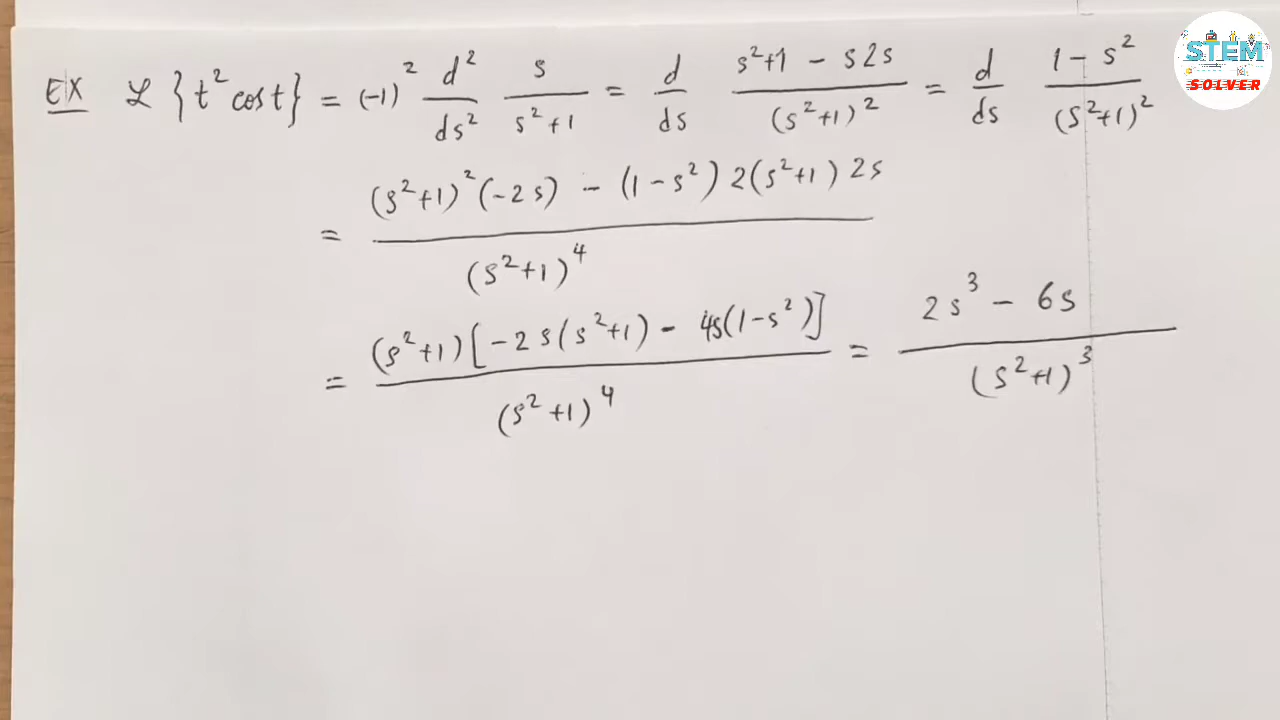 EX ℒ {t² cos t} = (-1)² d²/ds² s/(s²+1) = d/ds (s²+1 - s2s)/(s²+1)² = d/ds (1-s²)/(s²+1)²
= ((s²+1)²(-2s) - (1-s²)2(s²+1)2s)/(s²+1)⁴
= ((s²+1)[-2s(s²+1) - 4s(1-s²)])/(s²+1)⁴ = (2s³ - 6s)/(s²+1)³
STEM
SOLVER